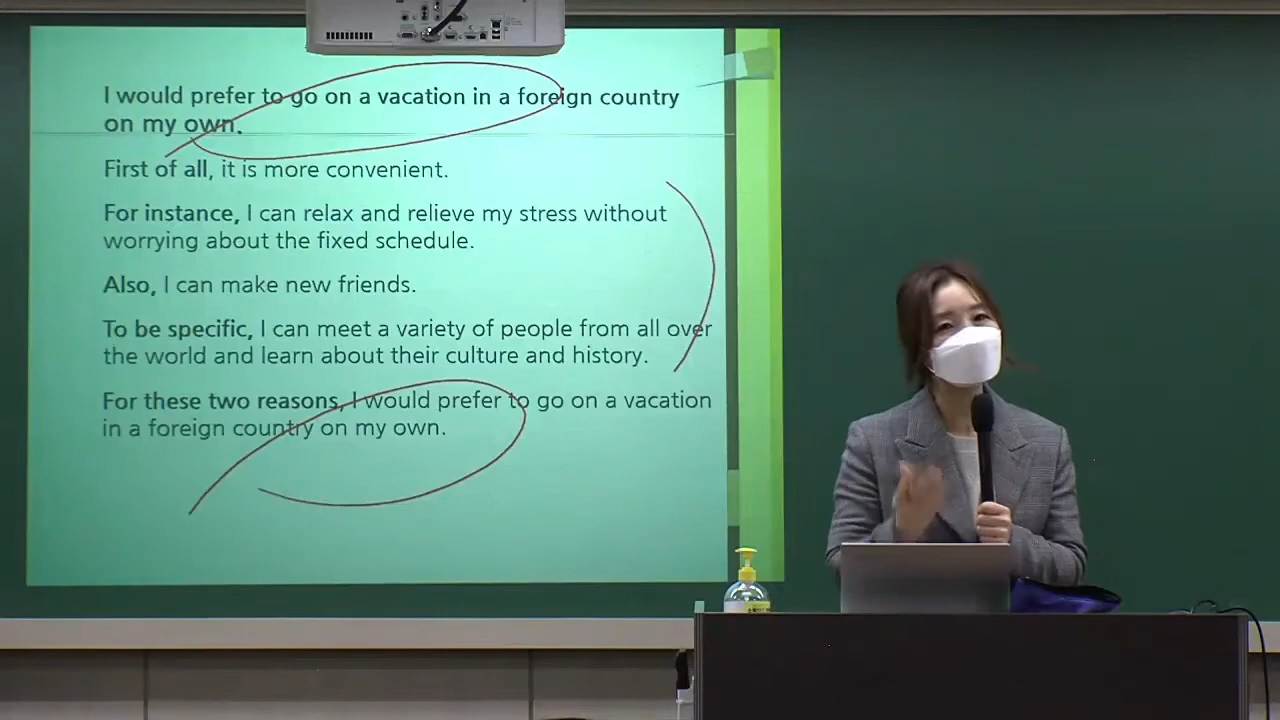 I would prefer to go on a vacation in a foreign country
on my own.
First of all, it is more convenient.
For instance, I can relax and relieve my stress without
worrying about the fixed schedule.
Also, I can make new friends.
To be specific, I can meet a variety of people from all over
the world and learn about their culture and history.
For these two reasons, I would prefer to go on a vacation
in a foreign country on my own.